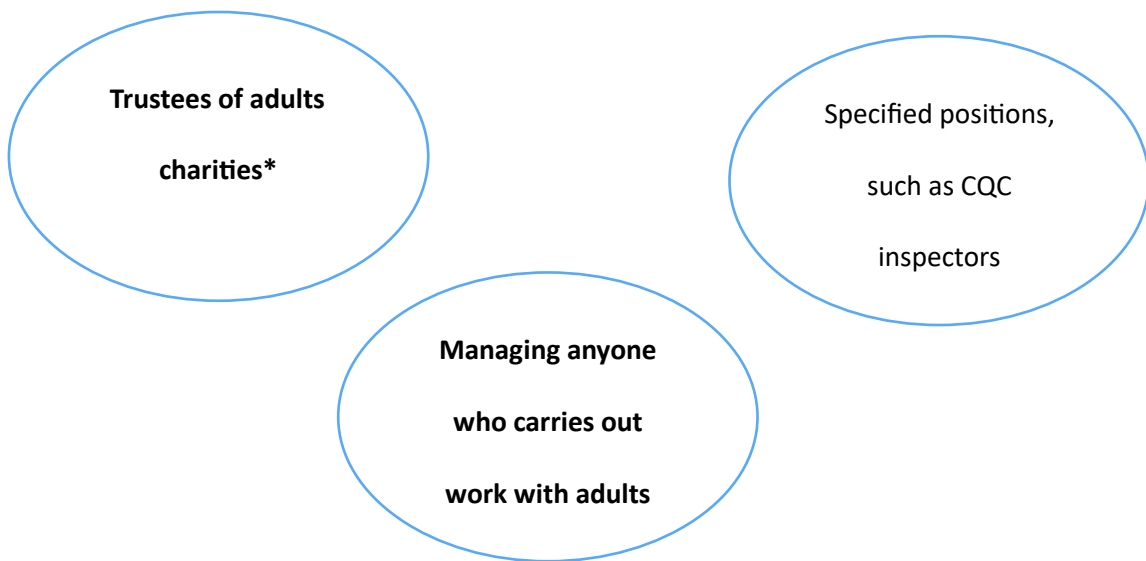 Trustees of adults
charities*
Specified positions,
such as CQC
inspectors
Managing anyone
who carries out
work with adults